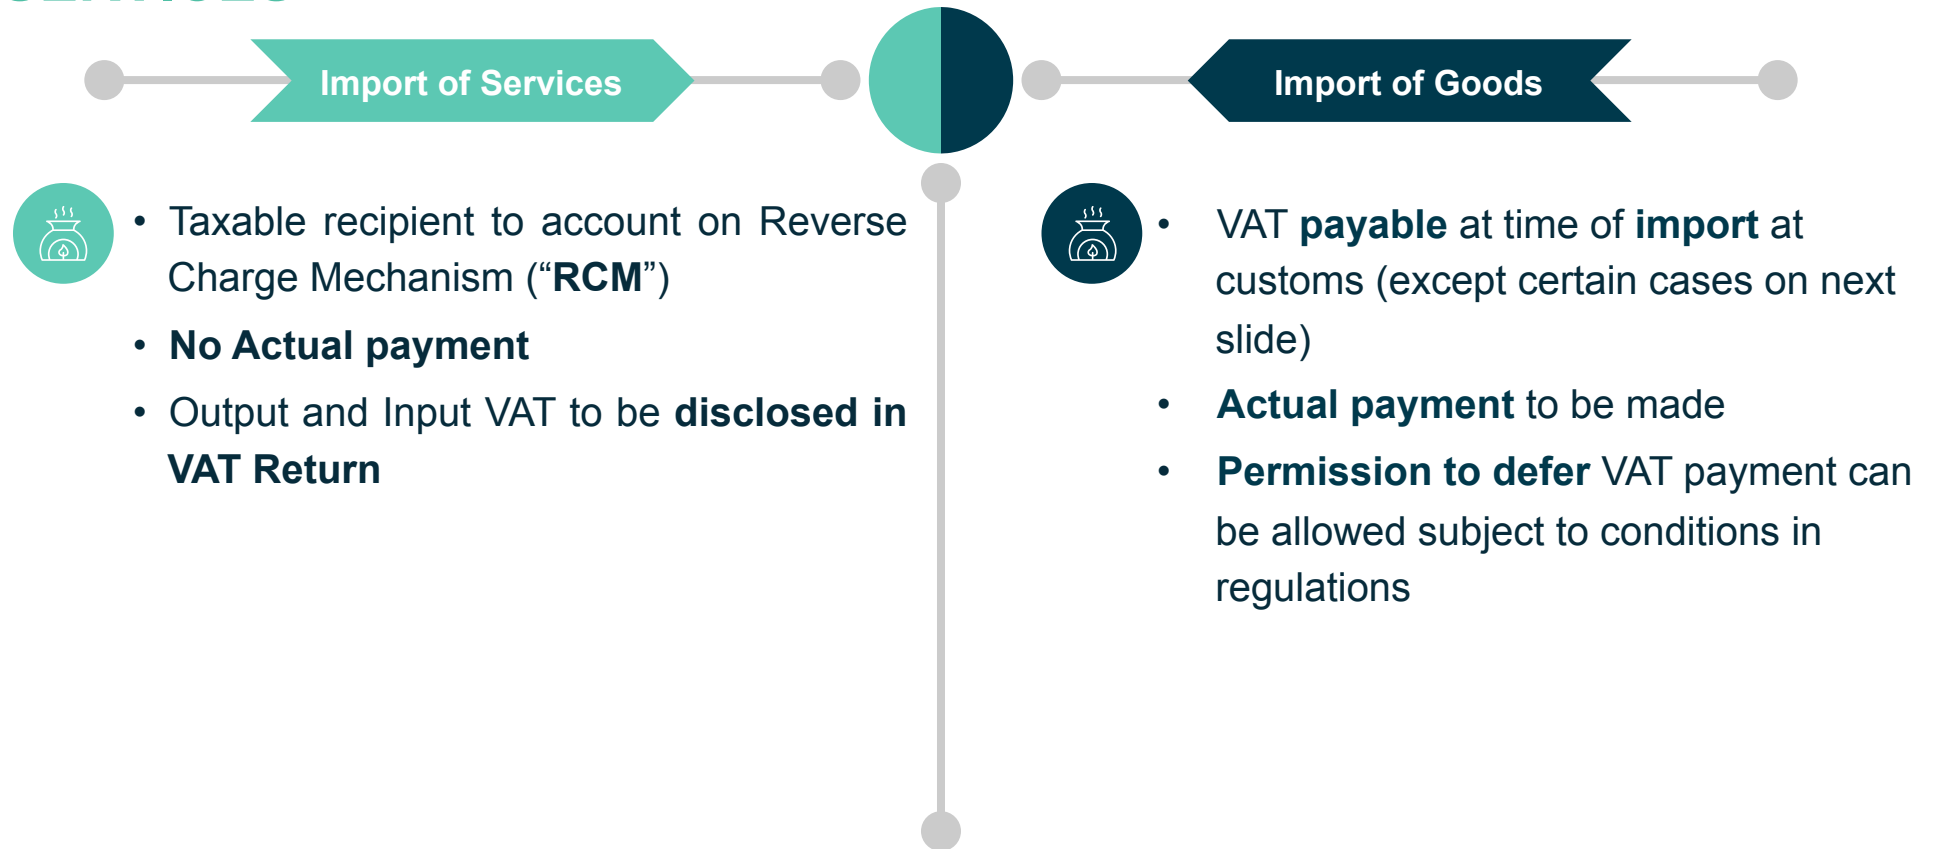 Import of Services
Import of Goods
• Taxable recipient to account on Reverse
Charge Mechanism (“RCM”)
• No Actual payment
• Output and Input VAT to be disclosed in
VAT Return
• VAT payable at time of import at
customs (except certain cases on next
slide)
• Actual payment to be made
• Permission to defer VAT payment can
be allowed subject to conditions in
regulations